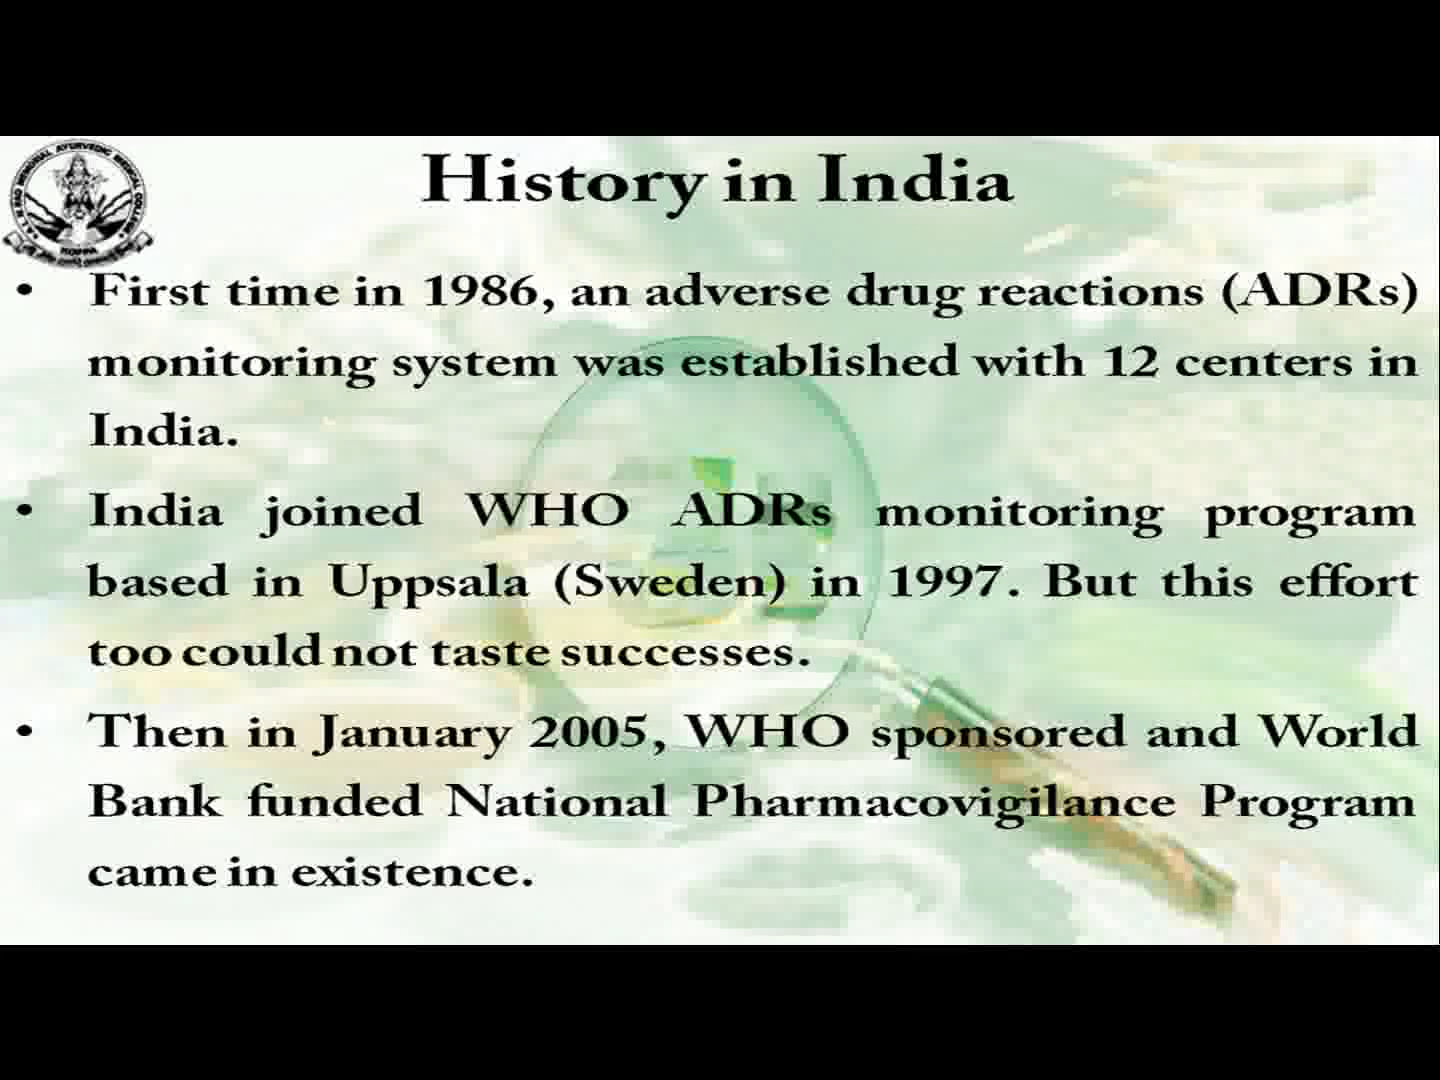 History in India
• First time in 1986, an adverse drug reactions (ADRs)
monitoring system was established with 12 centers in
India.
• India joined WHO ADRs monitoring program
based in Uppsala (Sweden) in 1997. But this effort
too could not taste successes.
• Then in January 2005, WHO sponsored and World
Bank funded National Pharmacovigilance Program
came in existence.
AYURVEDIC MEDICAL
KOPPA